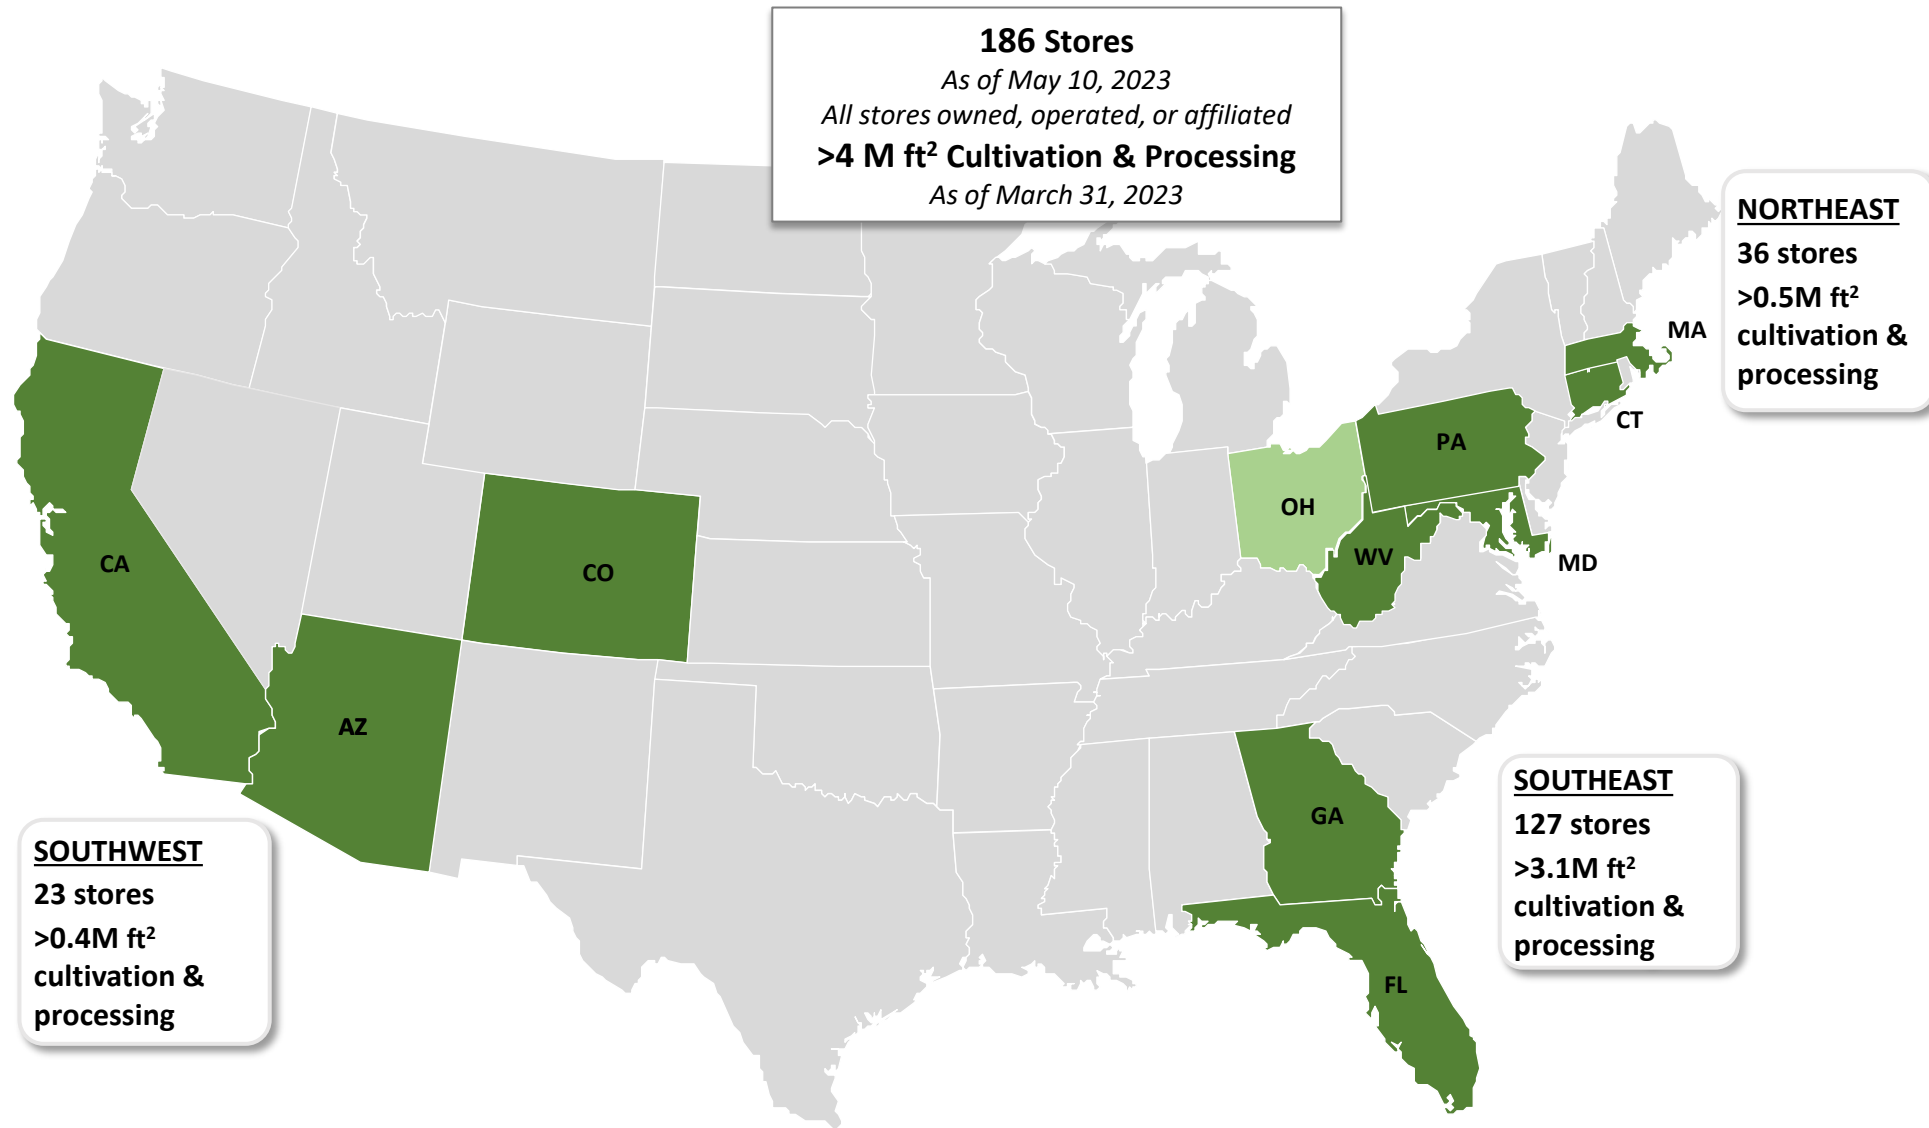 186 Stores
As of May 10, 2023
All stores owned, operated, or affiliated
>4 M ft² Cultivation & Processing
As of March 31, 2023
NORTHEAST
36 stores
>0.5M ft²
cultivation &
processing
MA
CT
PA
OH
WV
MD
CA
CO
AZ
GA
FL
SOUTHEAST
127 stores
>3.1M ft²
cultivation &
processing
SOUTHWEST
23 stores
>0.4M ft²
cultivation &
processing